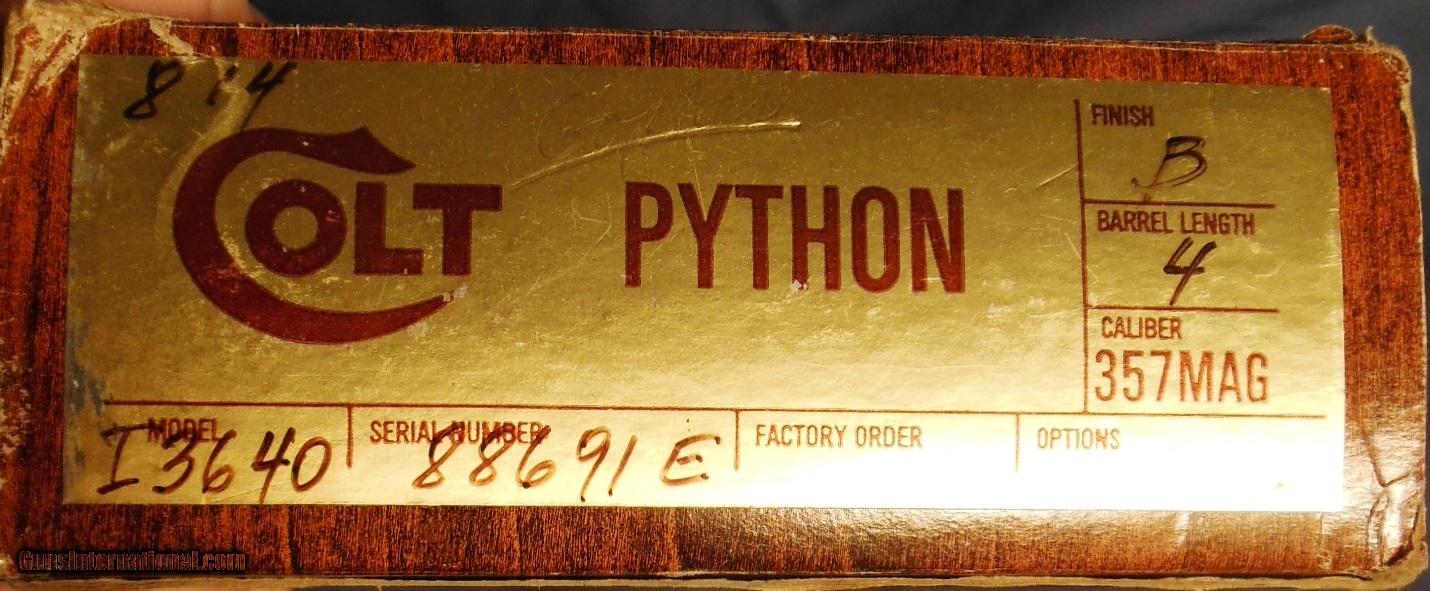 8 14
COLT
PYTHON
FINISH
B
BARREL LENGTH
4
CALIBER
357MAG
MODEL
I3640
SERIAL NUMBER
88691E
FACTORY ORDER
OPTIONS
GunsInternational.com